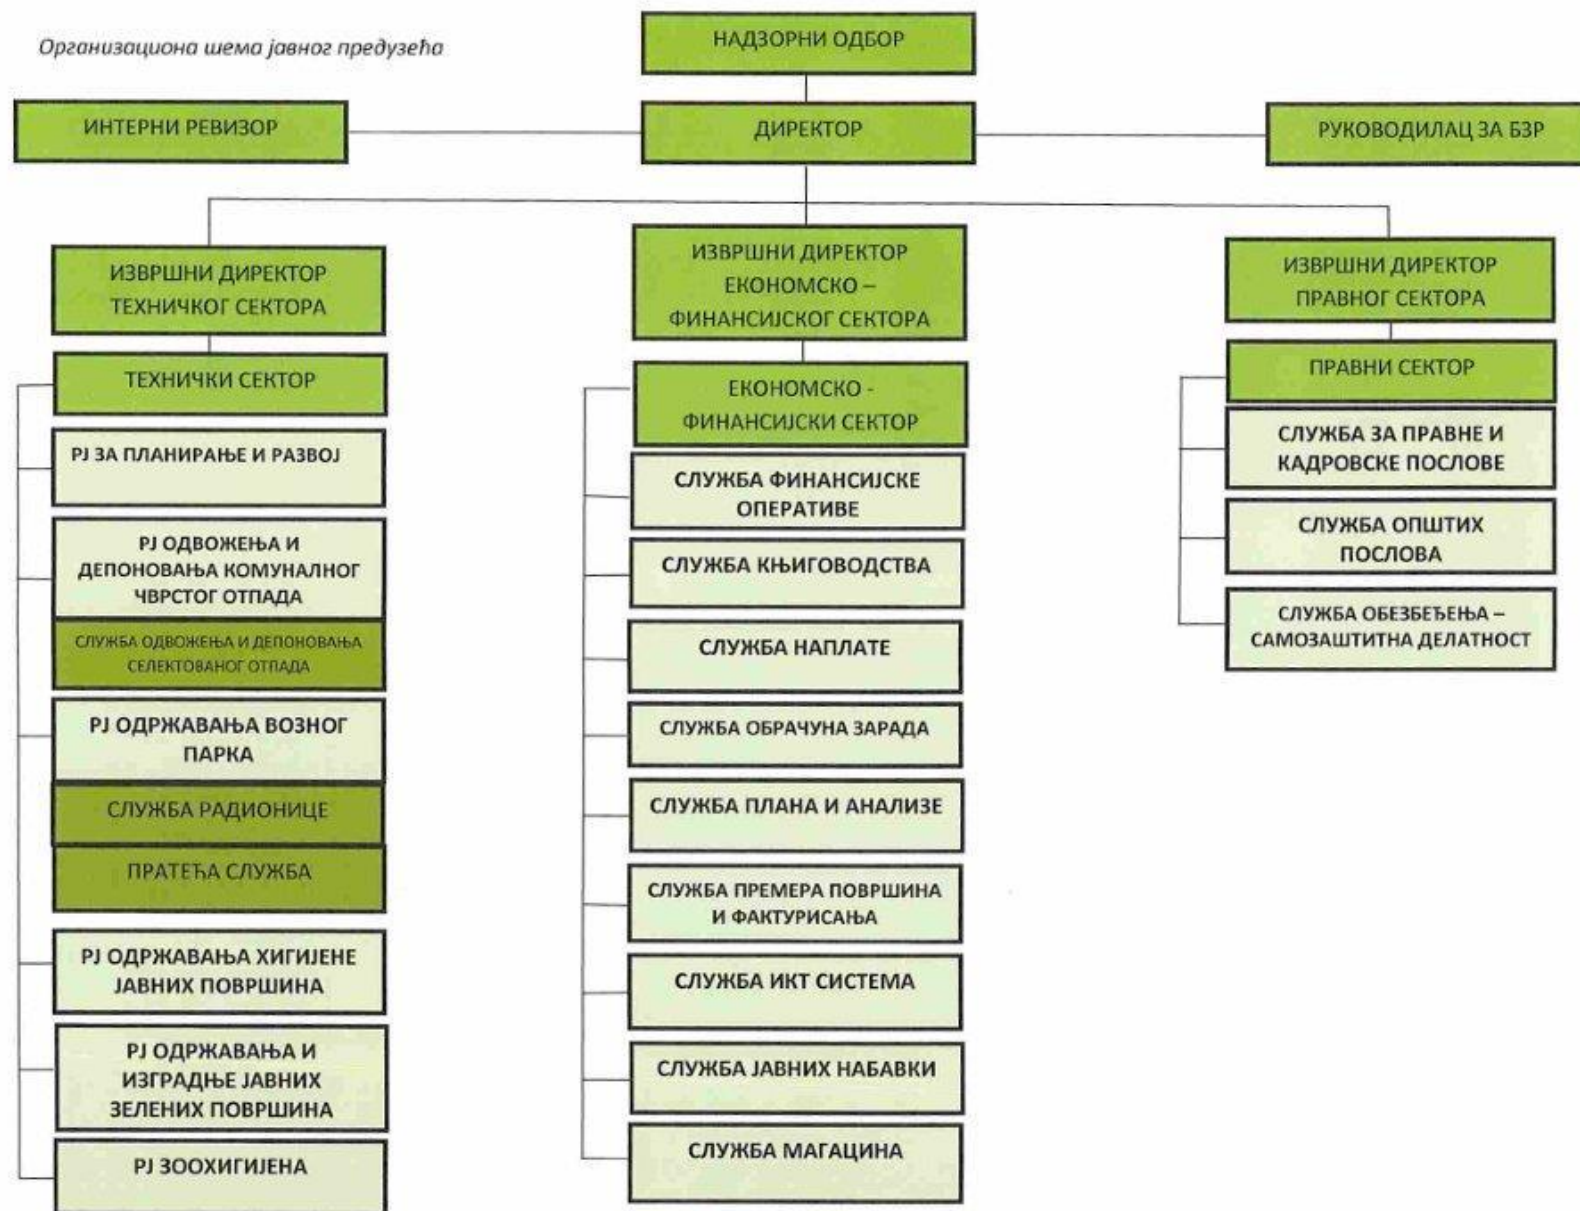 Организациона шема јавног предузећа
НАДЗОРНИ ОДБОР
ИНТЕРНИ РЕВИЗОР
ДИРЕКТОР
РУКОВОДИЛАЦ ЗА БЗР
ИЗВРШНИ ДИРЕКТОР
ТЕХНИЧКОГ СЕКТОРА
ТЕХНИЧКИ СЕКТОР
РЈ ЗА ПЛАНИРАЊЕ И РАЗВОЈ
РЈ ОДВОЖЕЊА И
ДЕПОНОВАЊА КОМУНАЛНОГ
ЧВРСТОГ ОТПАДА
СЛУЖБА ОДВОЖЕЊА И ДЕПОНОВАЊА
СЕЛЕКТОВАНОГ ОТПАДА
РЈ ОДРЖАВАЊА ВОЗНОГ
ПАРКА
СЛУЖБА РАДИОНИЦЕ
ПРАТЕЋА СЛУЖБА
РЈ ОДРЖАВАЊА ХИГИЈЕНЕ
ЈАВНИХ ПОВРШИНА
РЈ ОДРЖАВАЊА И
ИЗГРАДЊЕ ЈАВНИХ
ЗЕЛЕНИХ ПОВРШИНА
РЈ ЗООХИГИЈЕНА
ИЗВРШНИ ДИРЕКТОР
ЕКОНОМСКО –
ФИНАНСИЈСКОГ СЕКТОРА
ЕКОНОМСКО -
ФИНАНСИЈСКИ СЕКТОР
СЛУЖБА ФИНАНСИЈСКЕ
ОПЕРАТИВЕ
СЛУЖБА КЊИГОВОДСТВА
СЛУЖБА НАПЛАТЕ
СЛУЖБА ОБРАЧУНА ЗАРАДА
СЛУЖБА ПЛАНА И АНАЛИЗЕ
СЛУЖБА ПРЕМЕРА ПОВРШИНА
И ФАКТУРИСАЊА
СЛУЖБА ИКТ СИСТЕМА
СЛУЖБА ЈАВНИХ НАБАВКИ
СЛУЖБА МАГАЦИНА
ИЗВРШНИ ДИРЕКТОР
ПРАВНОГ СЕКТОРА
ПРАВНИ СЕКТОР
СЛУЖБА ЗА ПРАВНЕ И
КАДРОВСКЕ ПОСЛОВЕ
СЛУЖБА ОПШТИХ
ПОСЛОВА
СЛУЖБА ОБЕЗБЕЂЕЊА –
САМОЗАШТИТНА ДЕЛАТНОСТ